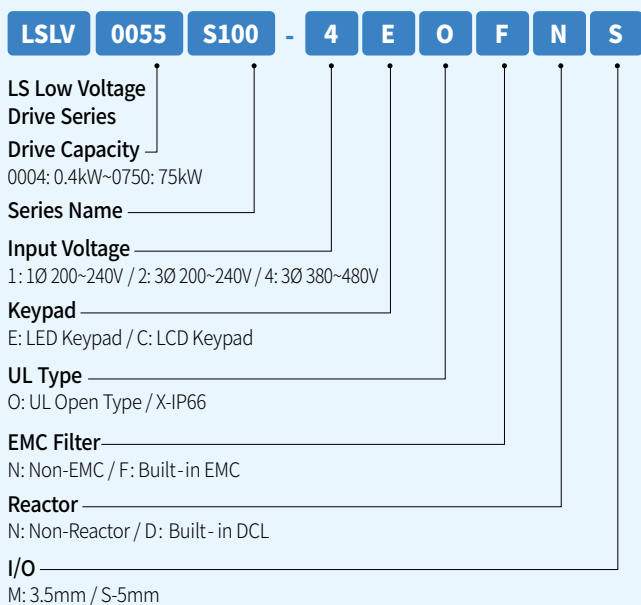 LSLV 0055 S100 - 4 E O F N S
LS Low Voltage
Drive Series
Drive Capacity
0004: 0.4kW~0750: 75kW
Series Name
Input Voltage
1: 1Ø 200~240V / 2: 3Ø 200~240V / 4: 3Ø 380~480V
Keypad
E: LED Keypad / C: LCD Keypad
UL Type
O: UL Open Type / X-IP66
EMC Filter
N: Non-EMC / F: Built-in EMC
Reactor
N: Non-Reactor / D: Built- in DCL
I/O
M: 3.5mm / S-5mm